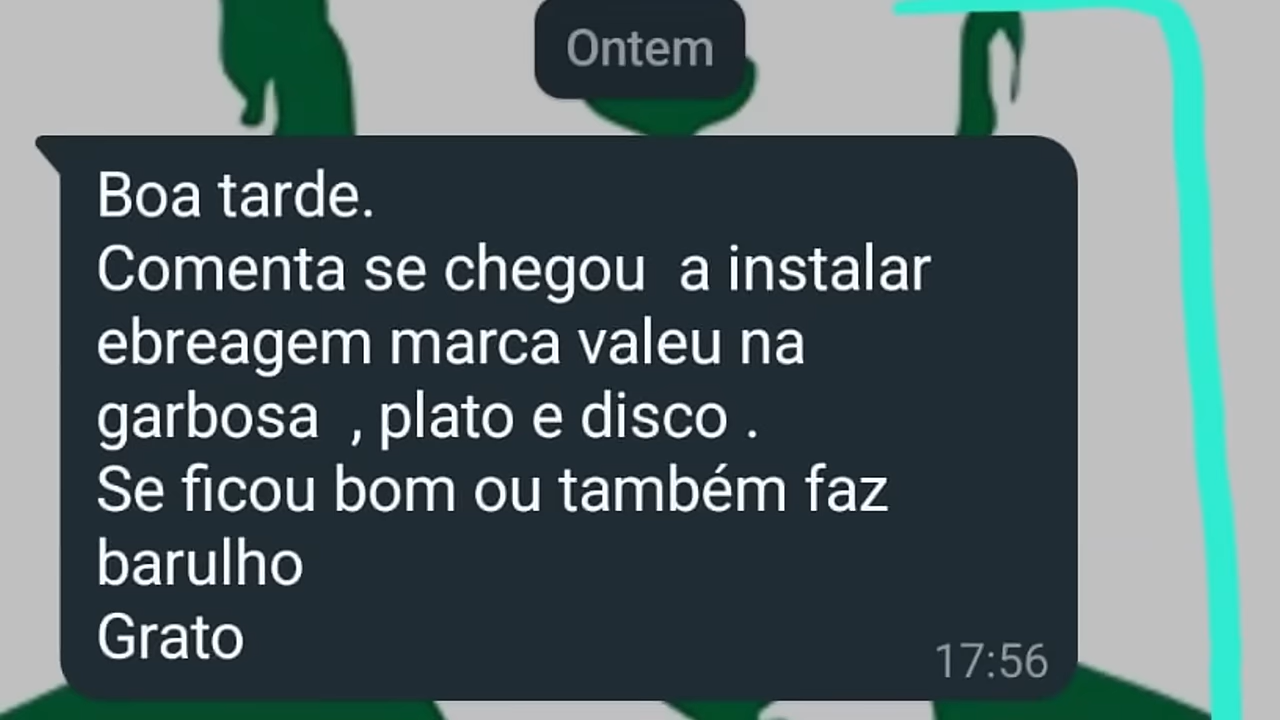 Ontem
Boa tarde.
Comenta se chegou  a instalar
ebreagem marca valeu na
garbosa  , plato e disco .
Se ficou bom ou também faz
barulho
Grato
17:56